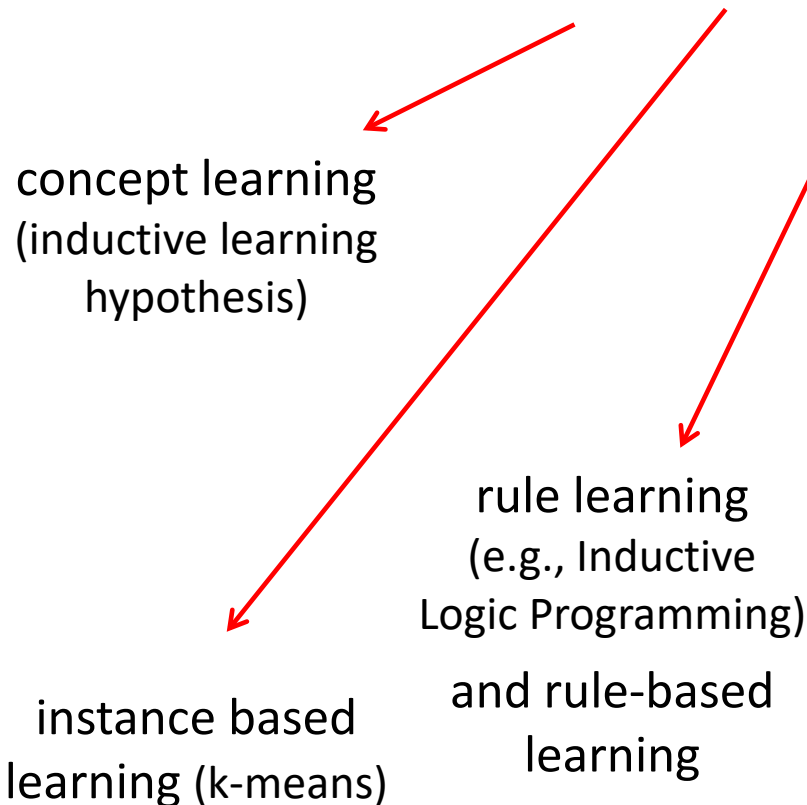 concept learning
(inductive learning
hypothesis)
rule learning
(e.g., Inductive
Logic Programming)
and rule-based
learning
instance based
learning (k-means)